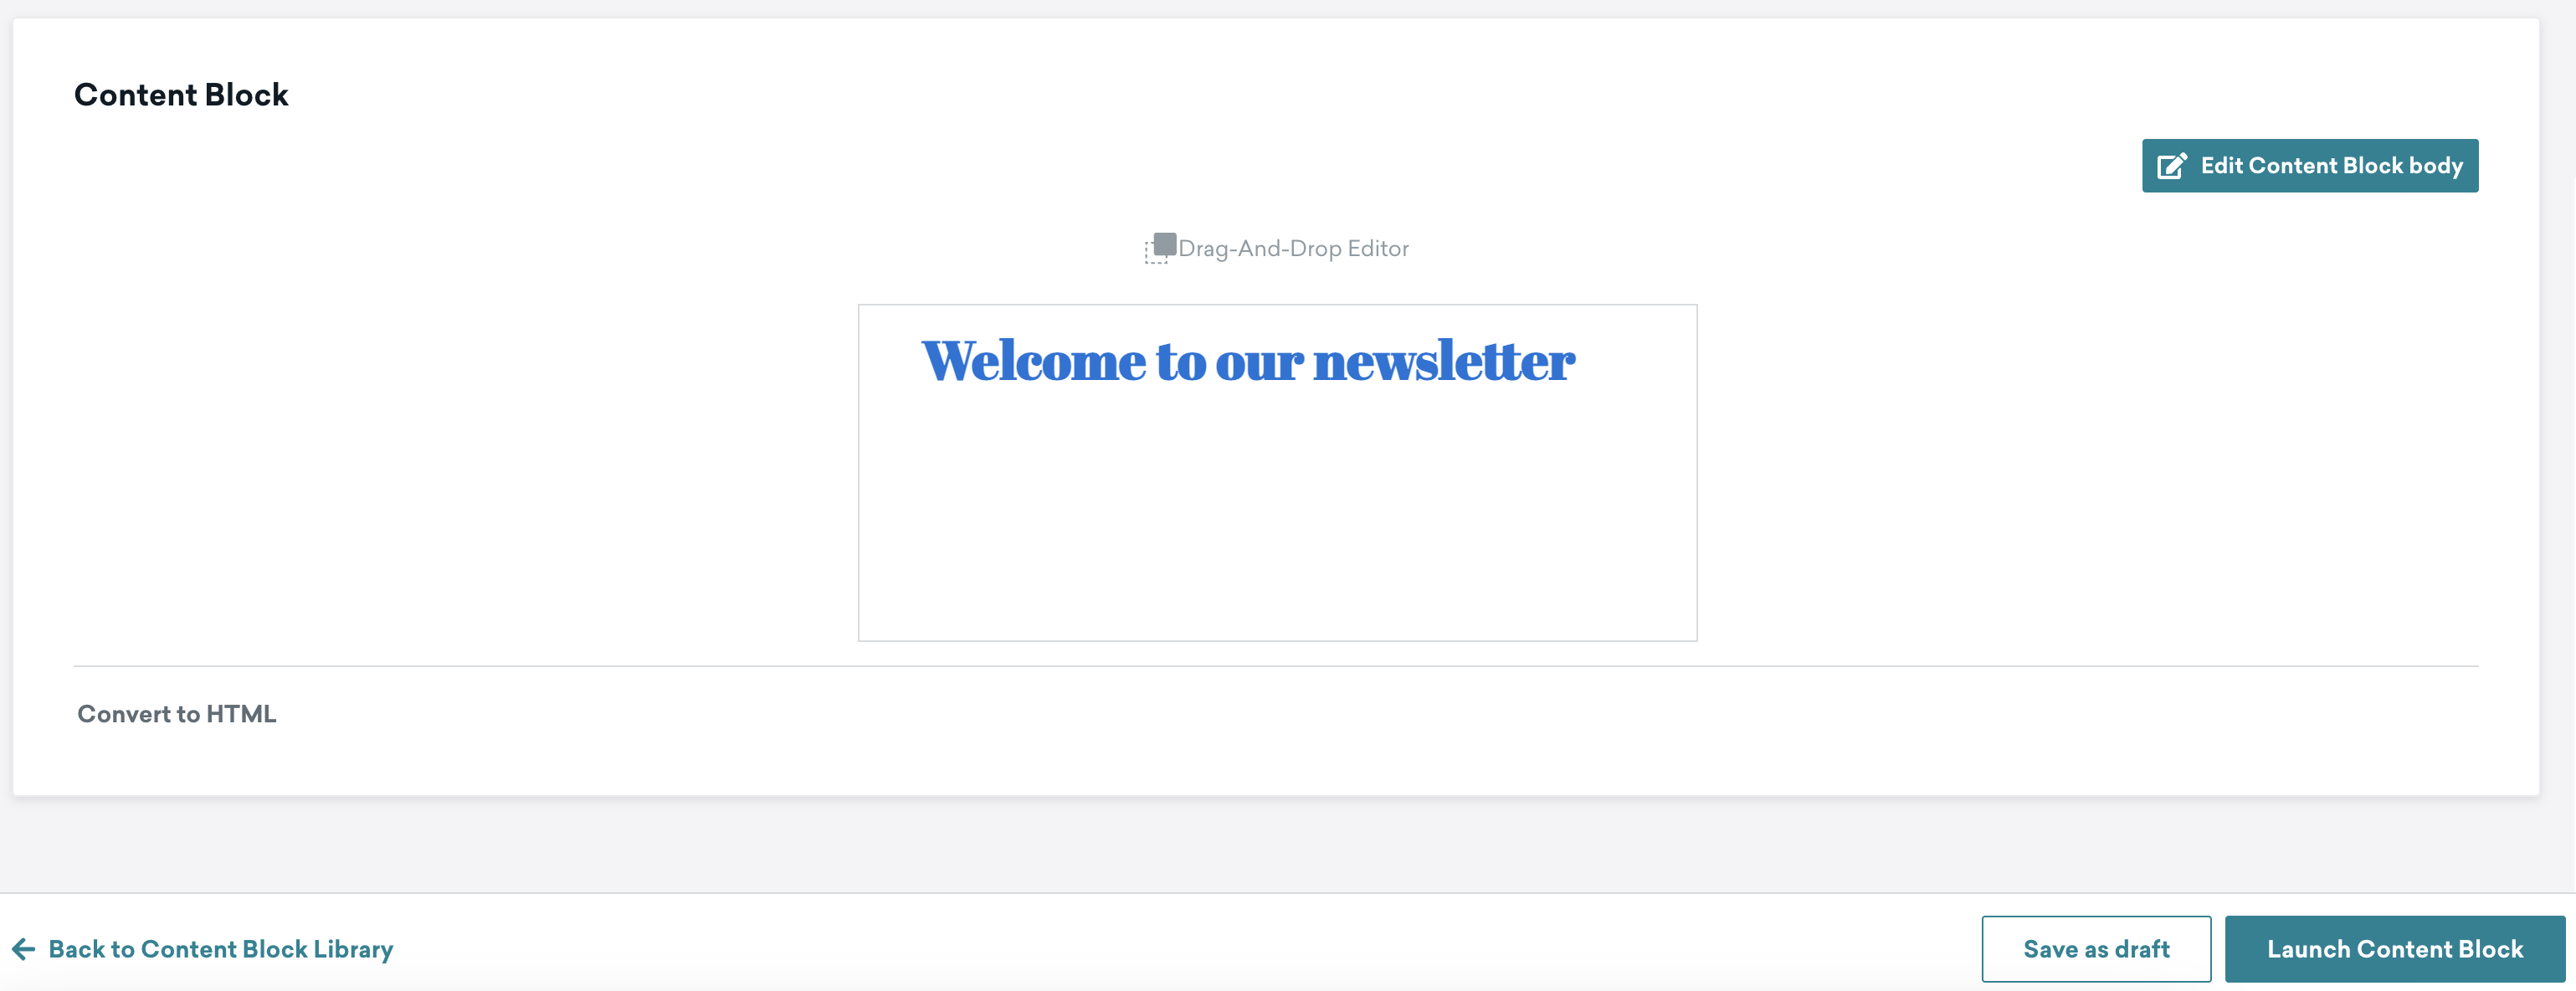 Content Block
Edit Content Block body
Drag-And-Drop Editor
Welcome to our newsletter
Convert to HTML
Back to Content Block Library
Save as draft
Launch Content Block